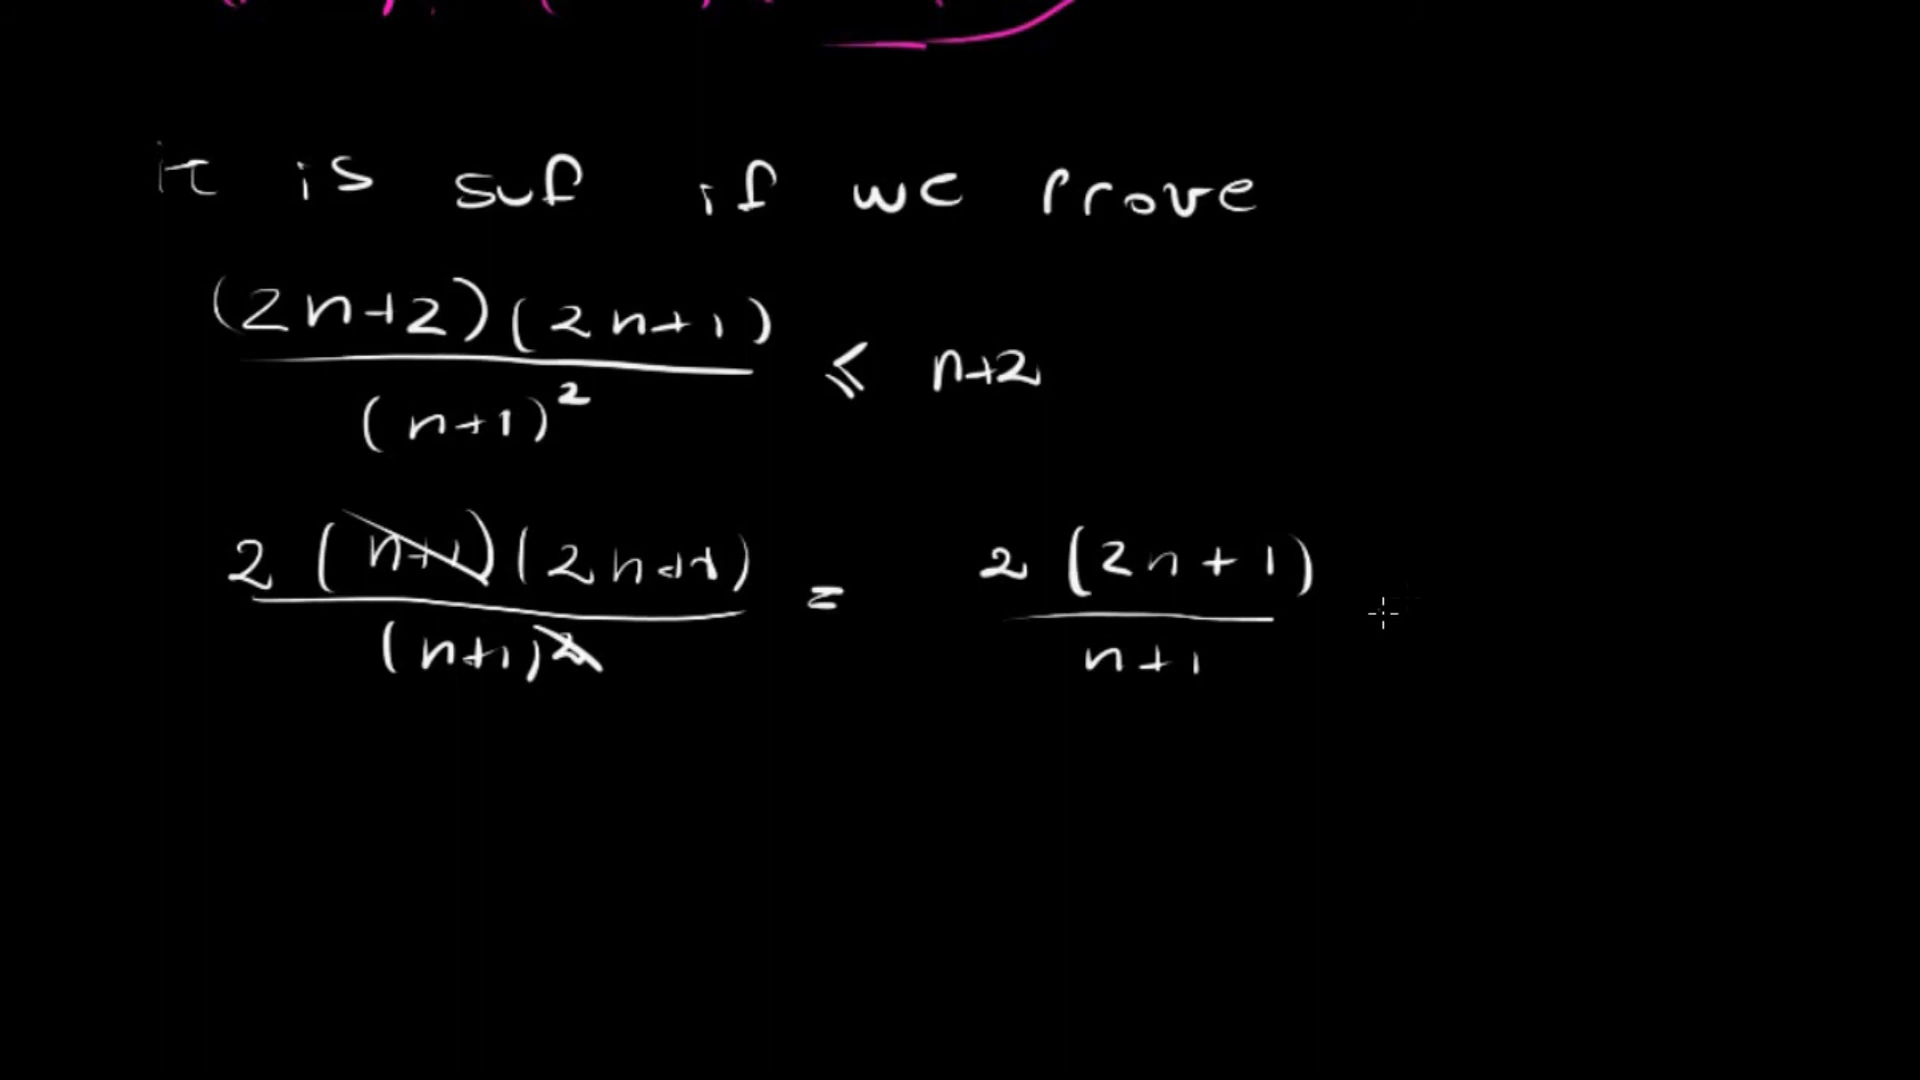 it is suf if we prove
(2n+2)(2n+1)
⩽ n+2
(n+1)²
2 (n+1)(2n+1) = 2 (2n+1)
(n+1)² n+1